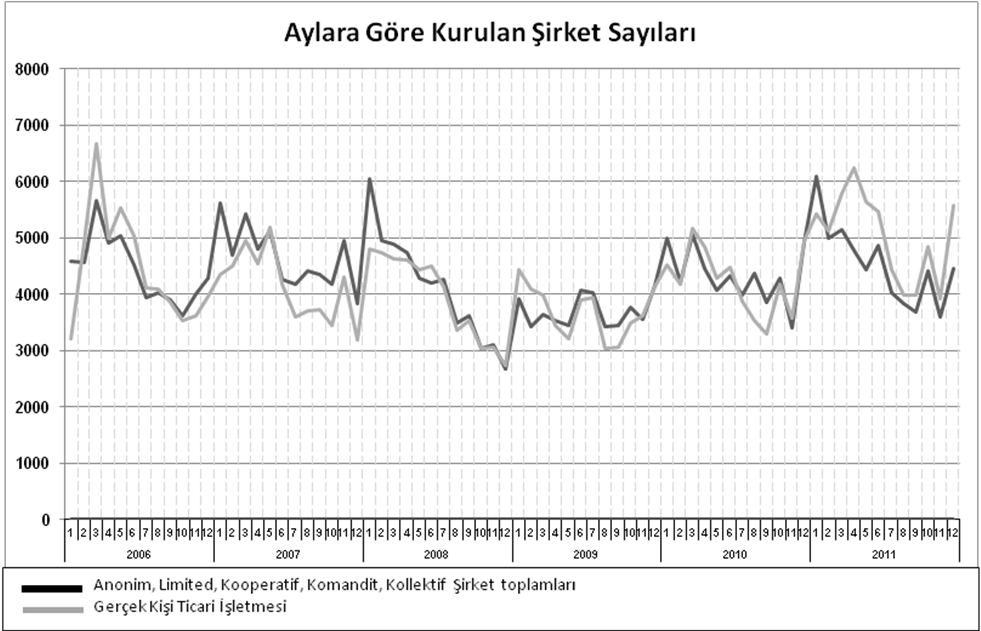 Aylara Göre Kurulan Şirket Sayıları
8000
7000
6000
5000
4000
3000
2000
1000
0
1 2 3 4 5 6 7 8 9 10 11 12 1 2 3 4 5 6 7 8 9 10 11 12 1 2 3 4 5 6 7 8 9 10 11 12 1 2 3 4 5 6 7 8 9 10 11 12 1 2 3 4 5 6 7 8 9 10 11 12 1 2 3 4 5 6 7 8 9 10 11 12
2006 2007 2008 2009 2010 2011
Anonim, Limited, Kooperatif, Komandit, Kollektif Şirket toplamları
Gerçek Kişi Ticari İşletmesi